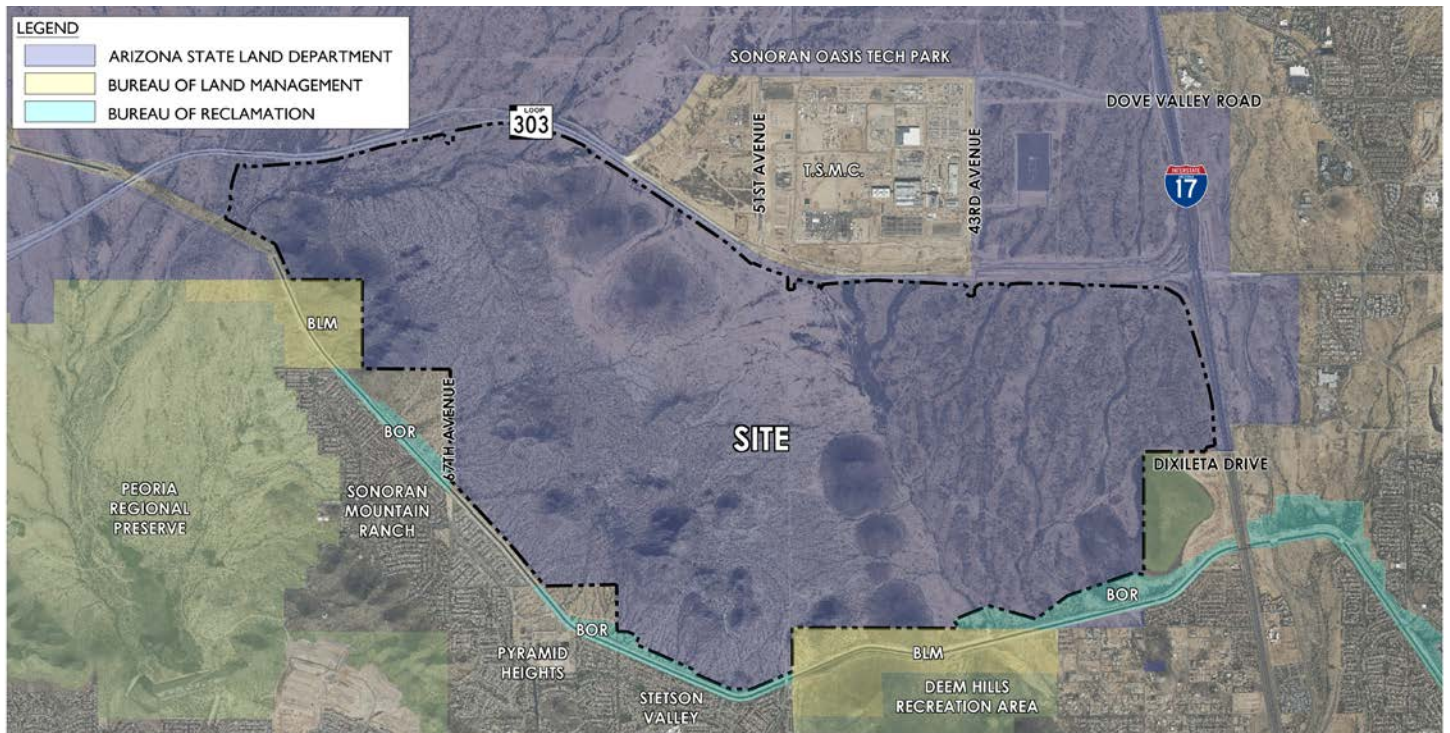 LEGEND
ARIZONA STATE LAND DEPARTMENT
BUREAU OF LAND MANAGEMENT
BUREAU OF RECLAMATION
SONORAN OASIS TECH PARK
DOVE VALLEY ROAD
LOOP
303
51ST AVENUE
T.S.M.C.
43RD AVENUE
INTERSTATE
17
BLM
67TH AVENUE
BOR
SITE
DIXILETA DRIVE
PEORIA
REGIONAL
PRESERVE
SONORAN
MOUNTAIN
RANCH
BOR
BOR
PYRAMID
HEIGHTS
BLM
STETSON
VALLEY
DEEM HILLS
RECREATION AREA